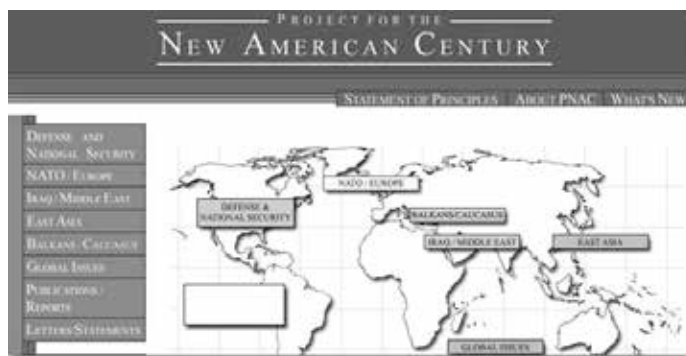 PROJECT FOR THE
NEW AMERICAN CENTURY
STATEMENT OF PRINCIPLES ABOUT PNAC WHAT'S NEW
DEFENSE AND
NATIONAL SECURITY
NATO / EUROPE
IRAQ / MIDDLE EAST
EAST ASIA
BALKANS / CAUCASUS
GLOBAL ISSUES
PUBLICATIONS /
REPORTS
LETTERS/STATEMENTS
NATO / EUROPE
DEFENSE &
NATIONAL SECURITY
BALKANS/CAUCASUS
IRAQ / MIDDLE EAST
EAST ASIA
GLOBAL ISSUES